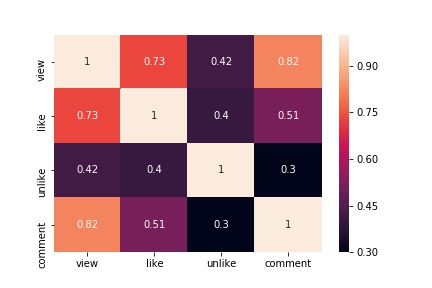 view 1 0.73 0.42 0.82
like 0.73 1 0.4 0.51
unlike 0.42 0.4 1 0.3
comment 0.82 0.51 0.3 1
view like unlike comment
0.90
0.75
0.60
0.45
0.30